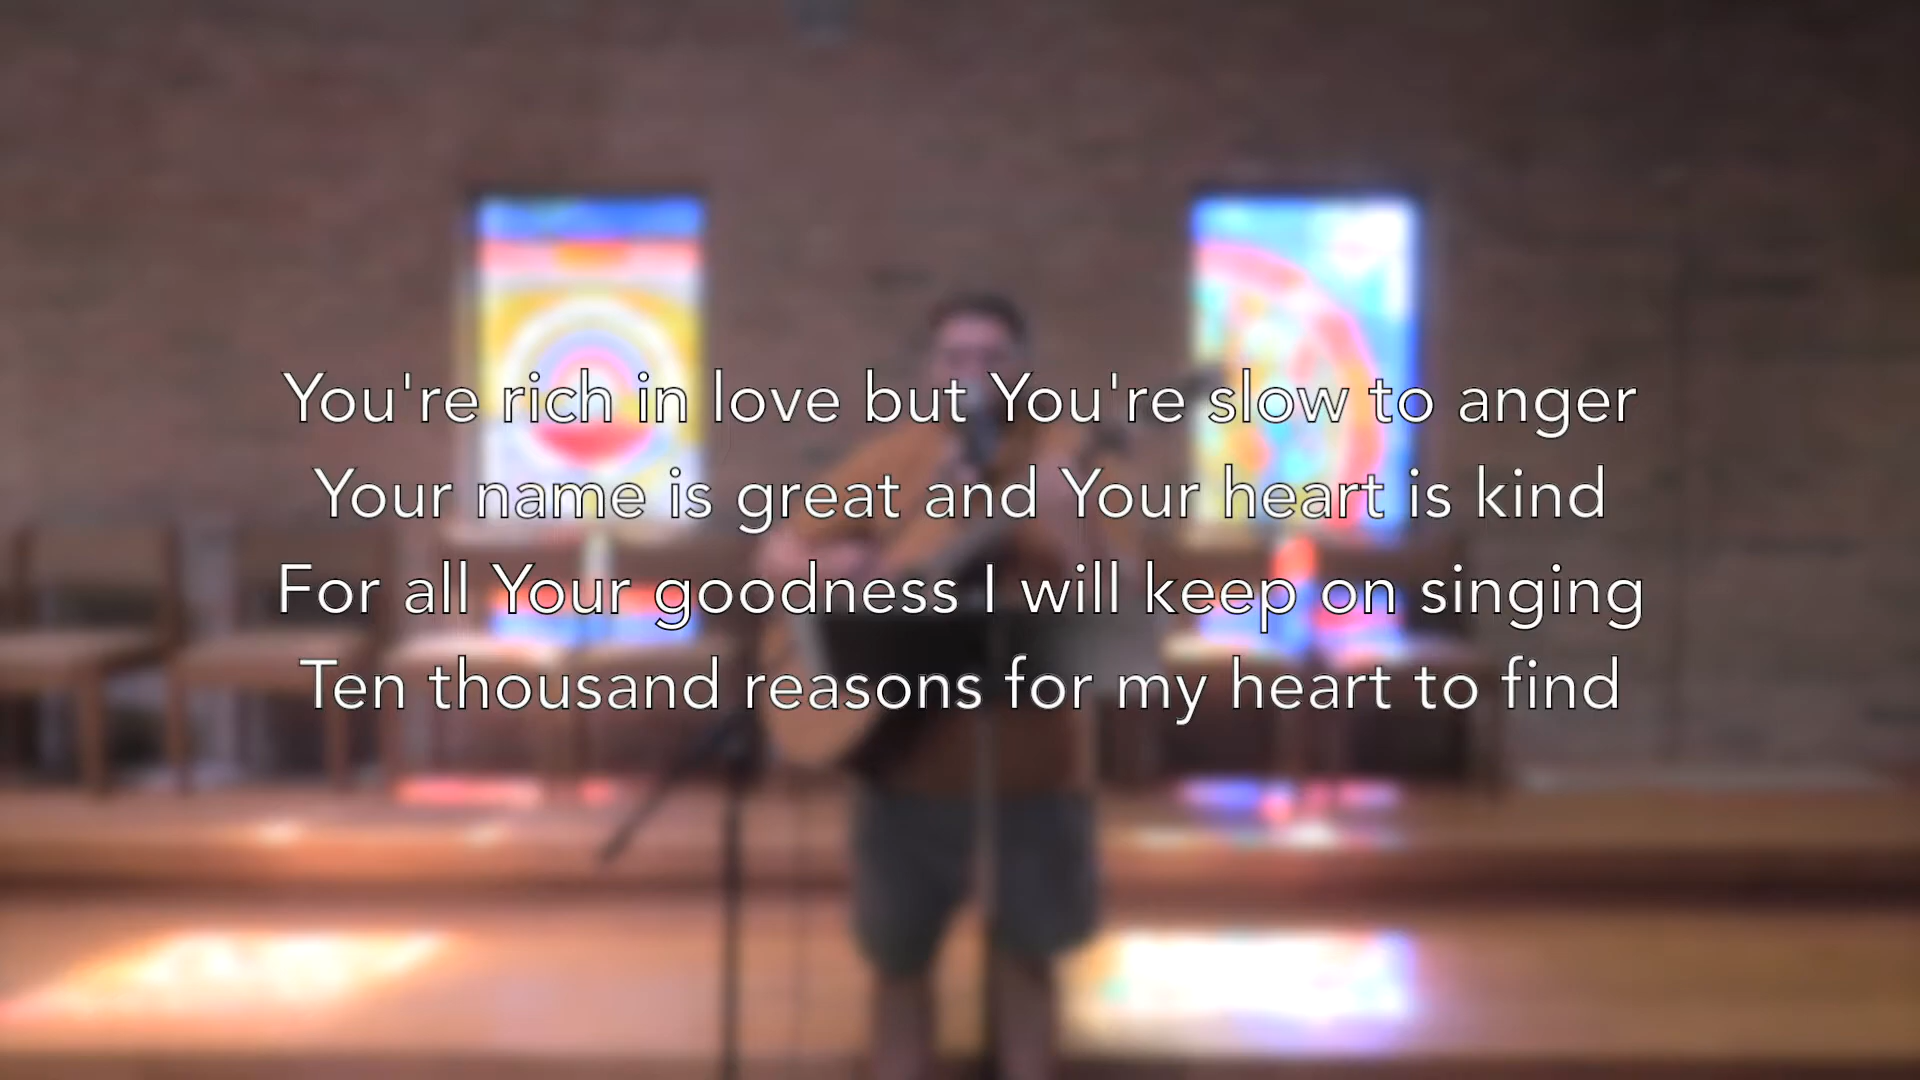 You're rich in love but You're slow to anger
Your name is great and Your heart is kind
For all Your goodness I will keep on singing
Ten thousand reasons for my heart to find